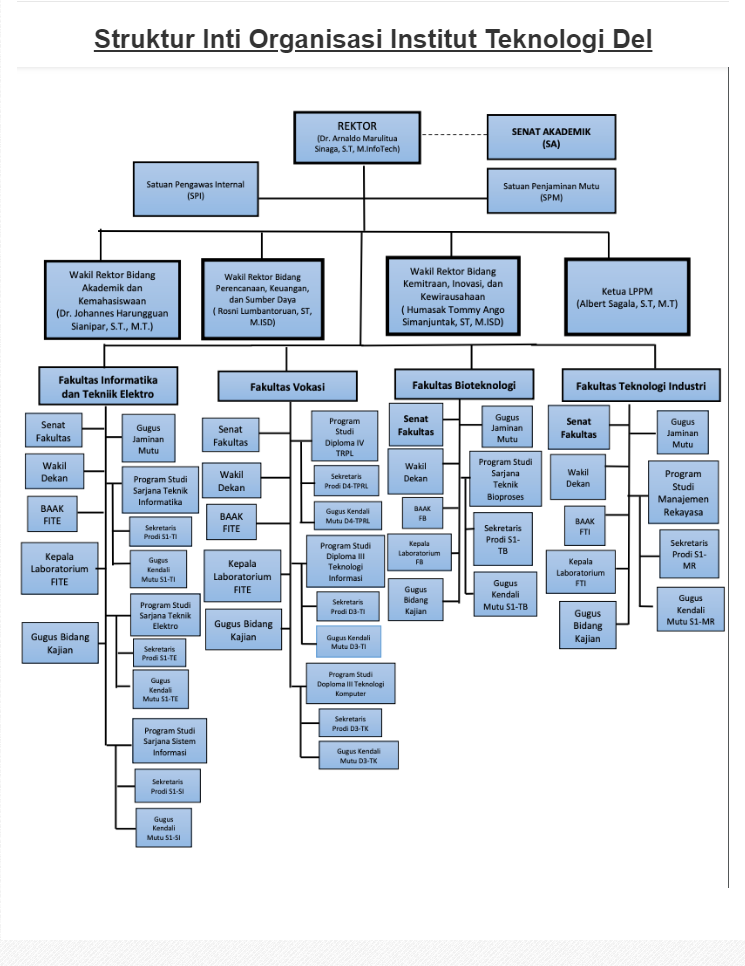 Struktur Inti Organisasi Institut Teknologi Del
REKTOR
(Dr. Arnaldo Marulitua
Sinaga, S.T, M.InfoTech)
SENAT AKADEMIK
(SA)
Satuan Pengawas Internal
(SPI)
Satuan Penjaminan Mutu
(SPM)
Wakil Rektor Bidang
Akademik dan
Kemahasiswaan
(Dr. Johannes Harungguan
Sianipar, S.T., M.T.)
Wakil Rektor Bidang
Perencanaan, Keuangan,
dan Sumber Daya
( Rosni Lumbantoruan, ST,
M.ISD)
Wakil Rektor Bidang
Kemitraan, Inovasi, dan
Kewirausahaan
( Humasak Tommy Ango
Simanjuntak, ST, M.ISD)
Ketua LPPM
(Albert Sagala, S.T, M.T)
Fakultas Informatika
dan Tekniik Elektro
Senat
Fakultas
Gugus
Jaminan
Mutu
Wakil
Dekan
Program Studi
Sarjana Teknik
Informatika
BAAK
FITE
Sekretaris
Prodi S1-TI
Kepala
Laboratorium
FITE
Gugus
Kendali
Mutu S1-TI
Program Studi
Sarjana Teknik
Elektro
Gugus Bidang
Kajian
Sekretaris
Prodi S1-TE
Gugus
Kendali
Mutu S1-TE
Program Studi
Sarjana Sistem
Informasi
Sekretaris
Prodi S1-SI
Gugus
Kendali
Mutu S1-SI
Fakultas Vokasi
Senat
Fakultas
Program
Studi
Diploma IV
TRPL
Wakil
Dekan
Sekretaris
Prodi D4-TPRL
BAAK
FITE
Gugus Kendali
Mutu D4-TPRL
Program Studi
Diploma III
Teknologi
Informasi
Kepala
Laboratorium
FITE
Sekretaris
Prodi D3-TI
Gugus Bidang
Kajian
Gugus Kendali
Mutu D3-TI
Program Studi
Doploma III Teknologi
Komputer
Sekretaris
Prodi D3-TK
Gugus Kendali
Mutu D3-TK
Fakultas Bioteknologi
Senat
Fakultas
Gugus
Jaminan
Mutu
Wakil
Dekan
Program Studi
Sarjana
Teknik
Bioproses
BAAK
FB
Sekretaris
Prodi S1-
TB
Kepala
Laboratorium
FB
Gugus
Bidang
Kajian
Gugus
Kendali
Mutu S1-TB
Fakultas Teknologi Industri
Senat
Fakultas
Gugus
Jaminan
Mutu
Wakil
Dekan
Program
Studi
Manajemen
Rekayasa
BAAK
FTI
Sekretaris
Prodi S1-
MR
Kepala
Laboratorium
FTI
Gugus
Kendali
Mutu S1-MR
Gugus
Bidang
Kajian